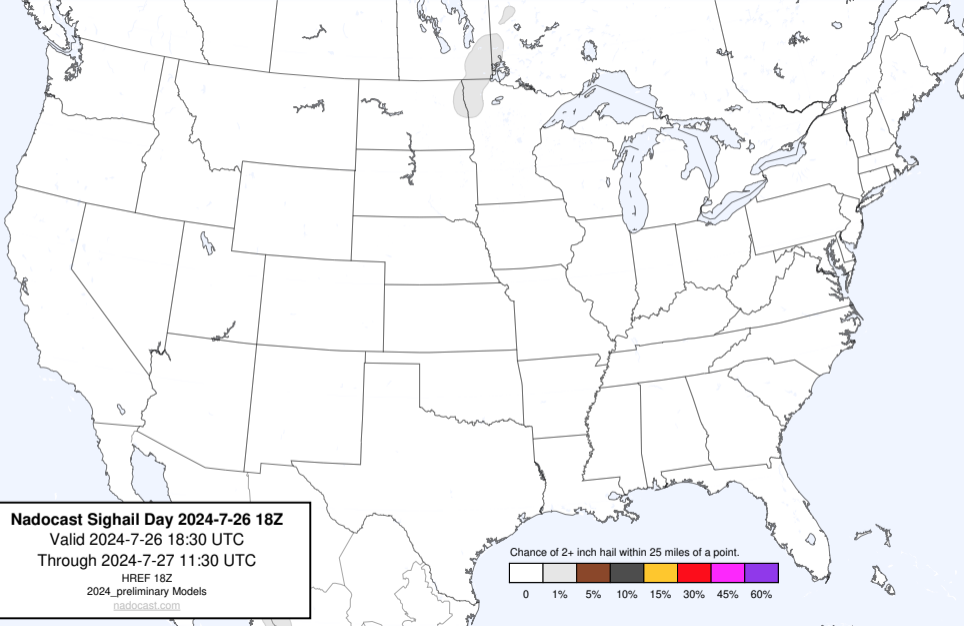 Nadocast Sighail Day 2024-7-26 18Z
Valid 2024-7-26 18:30 UTC
Through 2024-7-27 11:30 UTC
HREF 18Z
2024_preliminary Models
nadocast.com
Chance of 2+ inch hail within 25 miles of a point.
0 1% 5% 10% 15% 30% 45% 60%